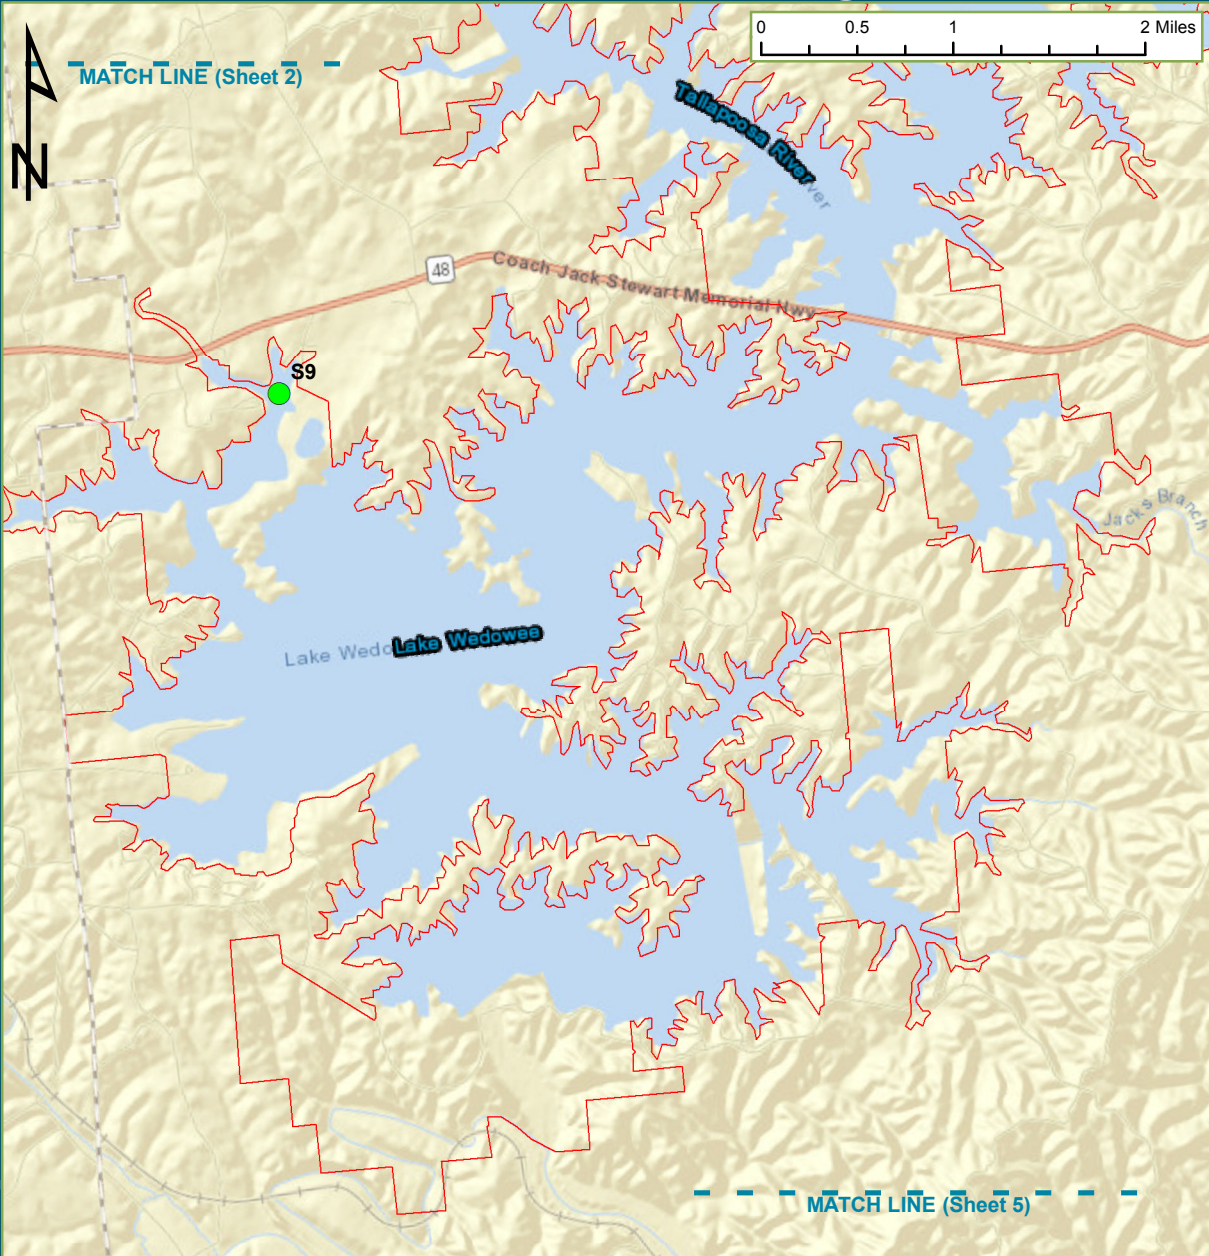 0 0.5 1 2 Miles
MATCH LINE (Sheet 2)
N
Tallapoosa River
ver
48
Coach Jack Stewart Memorial Hwy
S9
Jacks Branch
Lake Wedo
Lake Wedowee
MATCH LINE (Sheet 5)